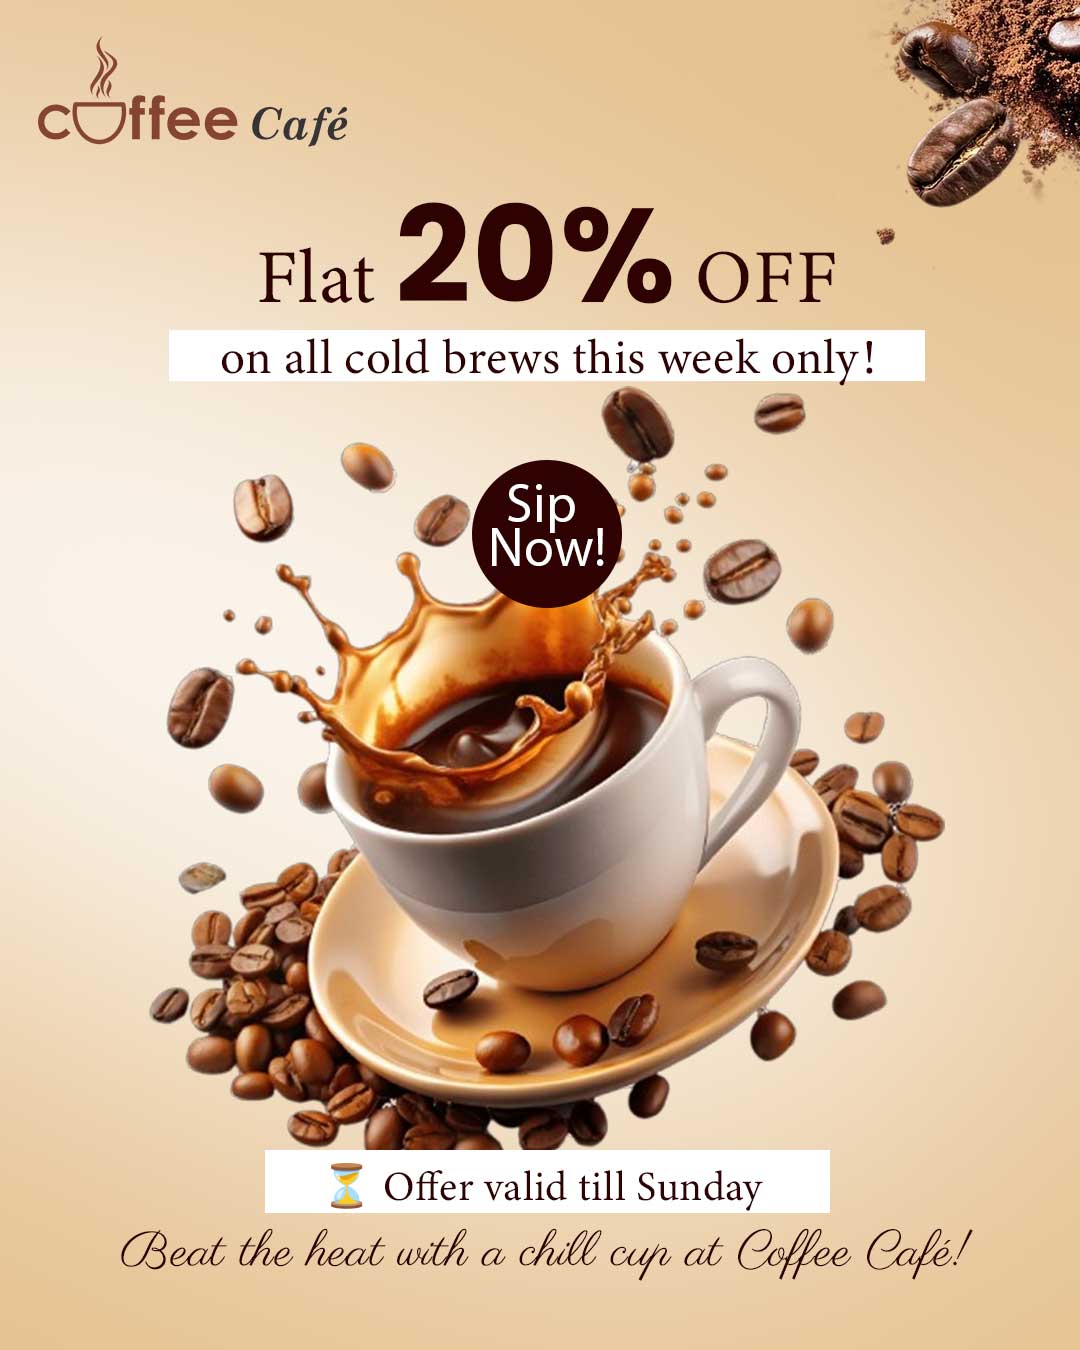 coffee Café
Flat 20% OFF
on all cold brews this week only!
Sip
Now!
⏳ Offer valid till Sunday
Beat the heat with a chill cup at Coffee Café!